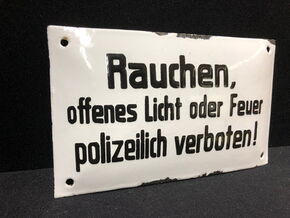 Rauchen,
offenes Licht oder Feuer
polizeilich verboten!